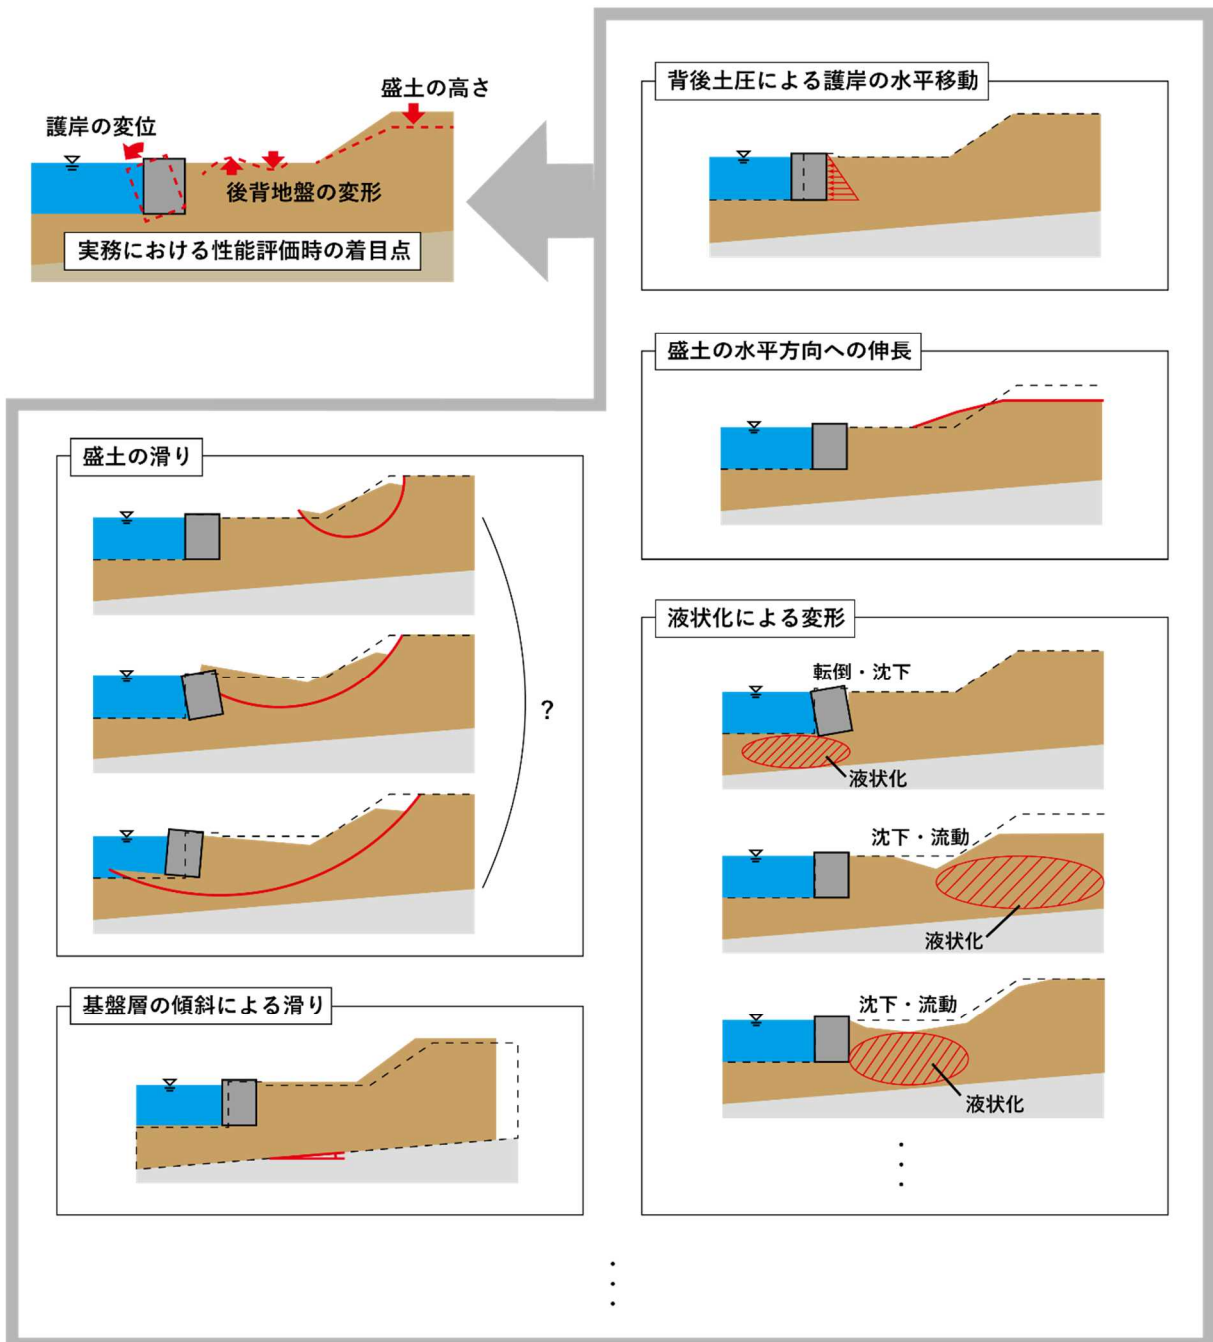 盛土の高さ
護岸の変位
後背地盤の変形
実務における性能評価時の着目点
背後土圧による護岸の水平移動
盛土の水平方向への伸長
盛土の滑り
?
基盤層の傾斜による滑り
液状化による変形
転倒・沈下
液状化
沈下・流動
液状化
沈下・流動
液状化